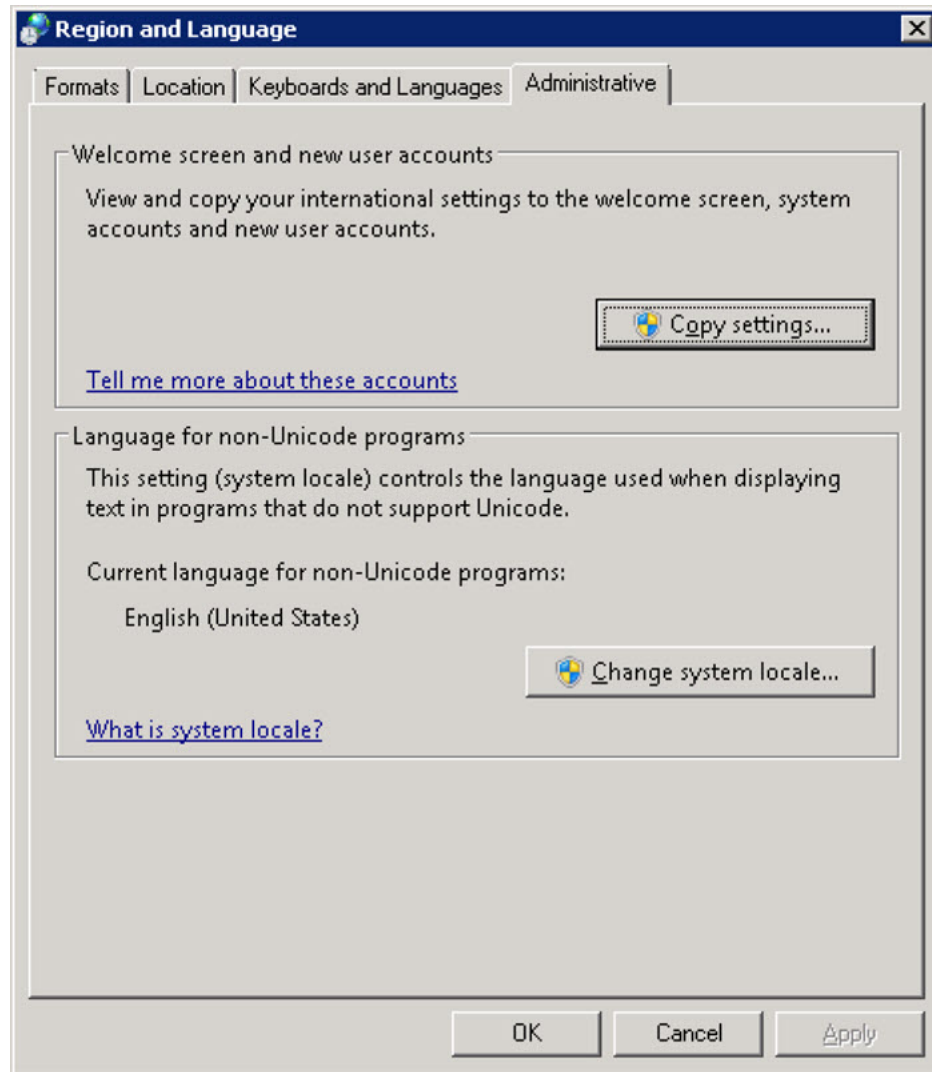 Region and Language
Formats
Location
Keyboards and Languages
Administrative
Welcome screen and new user accounts
View and copy your international settings to the welcome screen, system
accounts and new user accounts.
Copy settings...
Tell me more about these accounts
Language for non-Unicode programs
This setting (system locale) controls the language used when displaying
text in programs that do not support Unicode.
Current language for non-Unicode programs:
English (United States)
Change system locale...
What is system locale?
OK
Cancel
Apply